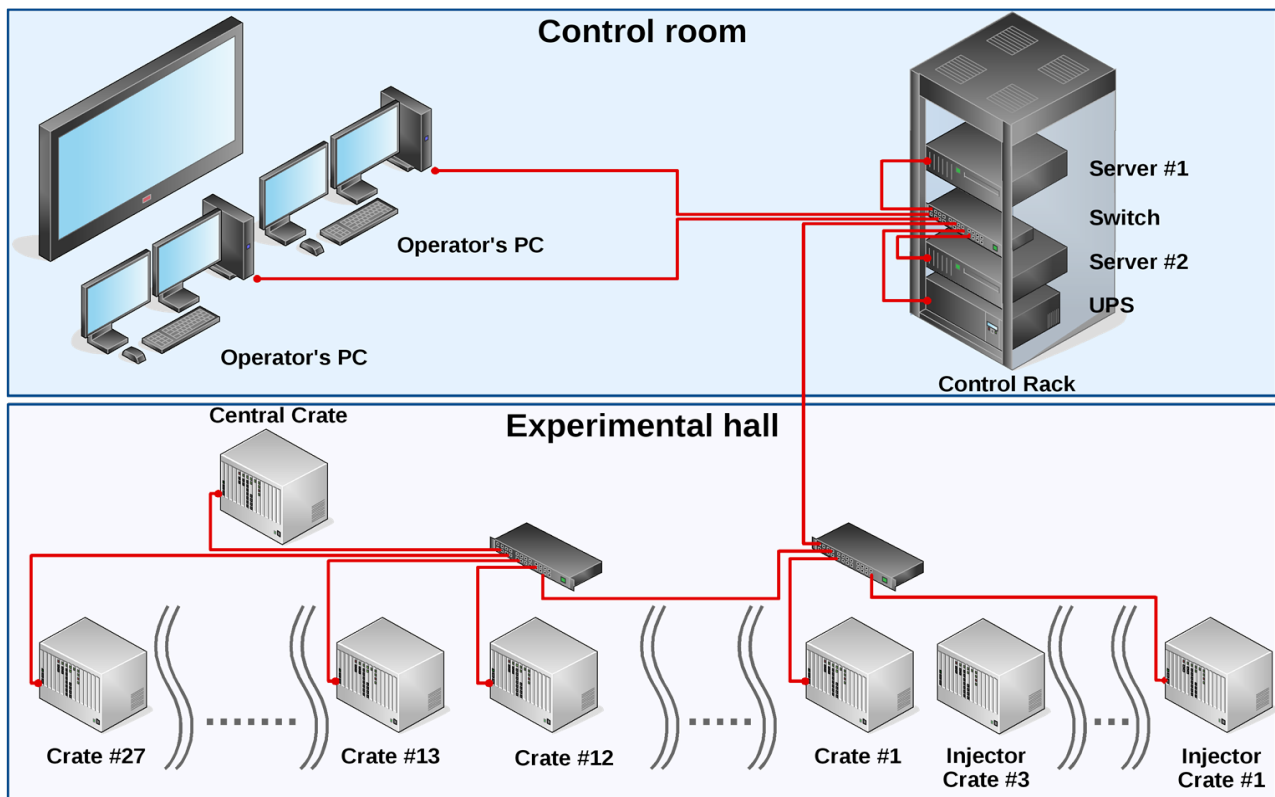 Control room
Server #1
Switch
Operator's PC
Server #2
UPS
Operator's PC
Control Rack
Central Crate
Experimental hall
Crate #27
Crate #13
Crate #12
Crate #1
Injector
Crate #3
Injector
Crate #1